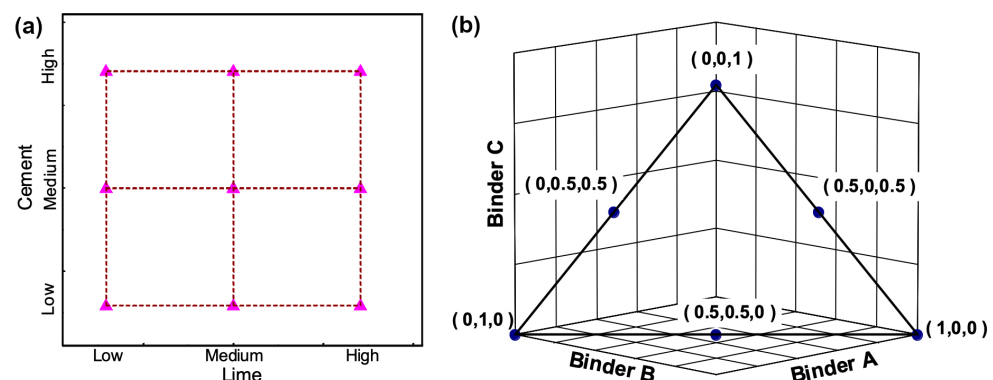 (a)
High
Medium
Low
Cement
Low
Medium
High
Lime
(b)
( 0,0,1 )
( 0,0.5,0.5 )
( 0.5,0,0.5 )
( 0.5,0.5,0 )
( 0,1,0 )
( 1,0,0 )
Binder C
Binder B
Binder A